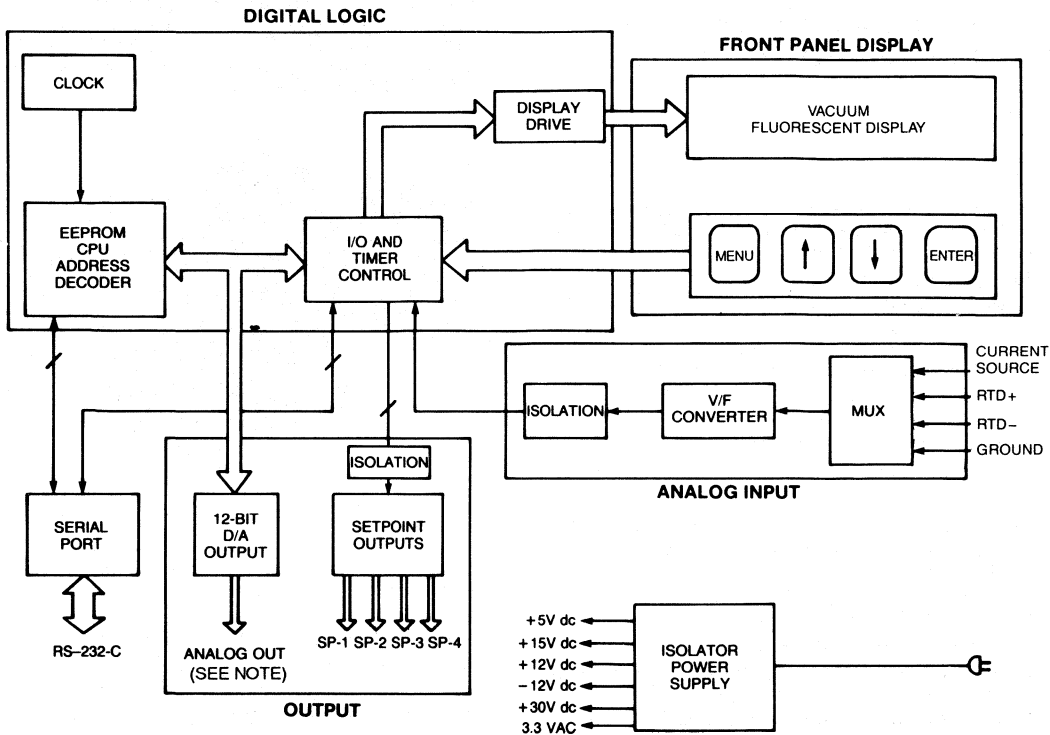 DIGITAL LOGIC
FRONT PANEL DISPLAY
CLOCK
DISPLAY
DRIVE
VACUUM
FLUORESCENT DISPLAY
EEPROM
CPU
ADDRESS
DECODER
I/O AND
TIMER
CONTROL
MENU
ENTER
CURRENT
SOURCE
RTD+
RTD−
GROUND
ISOLATION
V/F
CONVERTER
MUX
ANALOG INPUT
ISOLATION
SERIAL
PORT
12-BIT
D/A
OUTPUT
SETPOINT
OUTPUTS
RS–232-C
ANALOG OUT
(SEE NOTE)
SP-1 SP-2 SP-3 SP-4
OUTPUT
+5V dc
+15V dc
+12V dc
−12V dc
+30V dc
3.3 VAC
ISOLATOR
POWER
SUPPLY